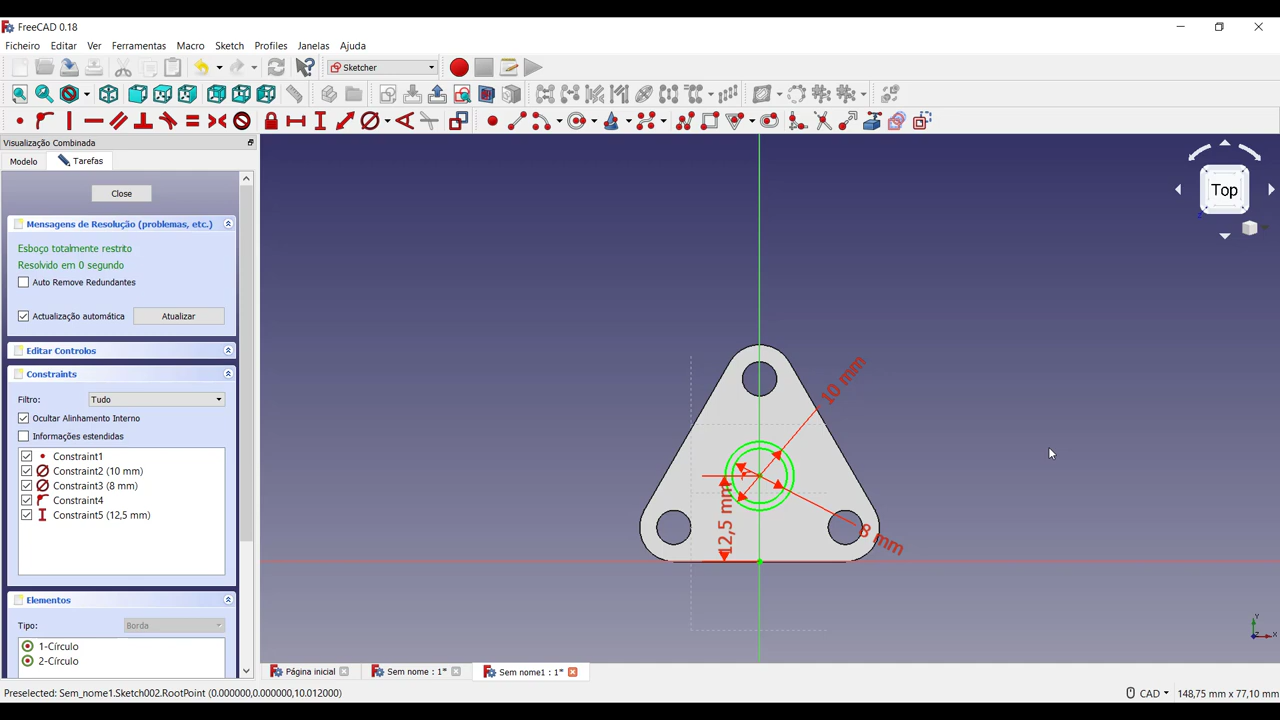 FreeCAD 0.18
Ficheiro Editar Ver Ferramentas Macro Sketch Profiles Janelas Ajuda
Sketcher
Visualização Combinada
Modelo Tarefas
Close
Mensagens de Resolução (problemas, etc.)
Esboço totalmente restrito
Resolvido em 0 segundo
Auto Remove Redundantes
Actualização automática Atualizar
Editar Controlos
Constraints
Filtro: Tudo
Ocultar Alinhamento Interno
Informações estendidas
Constraint1
Constraint2 (10 mm)
Constraint3 (8 mm)
Constraint4
Constraint5 (12,5 mm)
Elementos
Tipo: Borda
1-Círculo
2-Círculo
Top
Z
10 mm
12,5 mm
8 mm
Y
Z
X
Página inicial Sem nome : 1* Sem nome1 : 1*
Preselected: Sem_nome1.Sketch002.RootPoint (0.000000,0.000000,10.012000)
CAD 148,75 mm x 77,10 mm